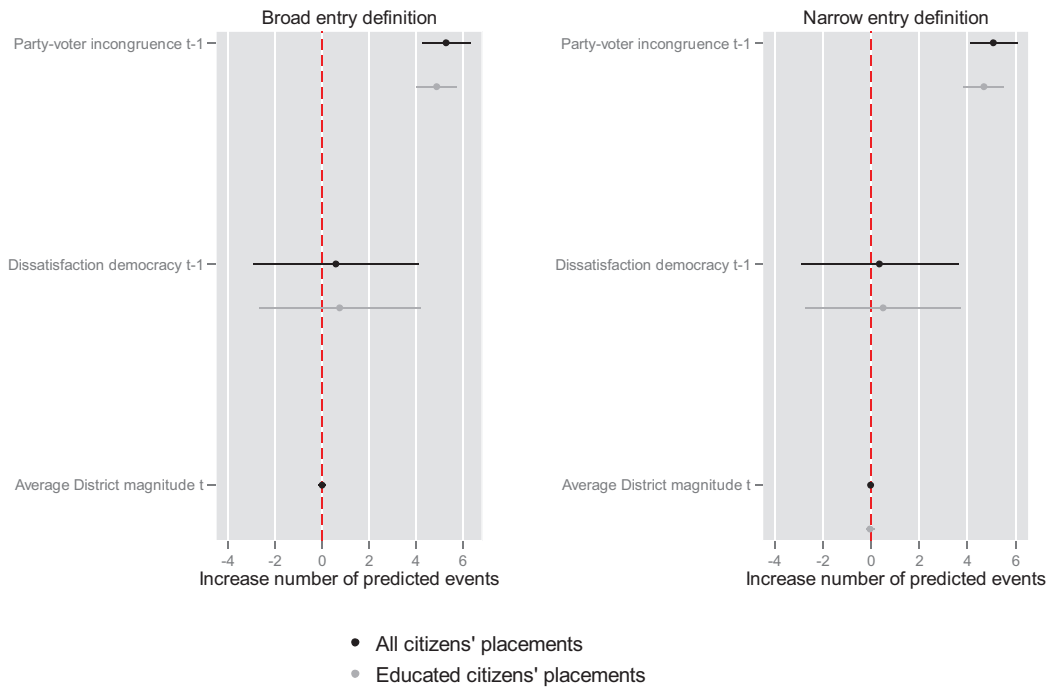 Broad entry definition
Party-voter incongruence t-1
Dissatisfaction democracy t-1
Average District magnitude t
-4 -2 0 2 4 6
Increase number of predicted events
Narrow entry definition
Party-voter incongruence t-1
Dissatisfaction democracy t-1
Average District magnitude t
-4 -2 0 2 4 6
Increase number of predicted events
All citizens' placements
Educated citizens' placements